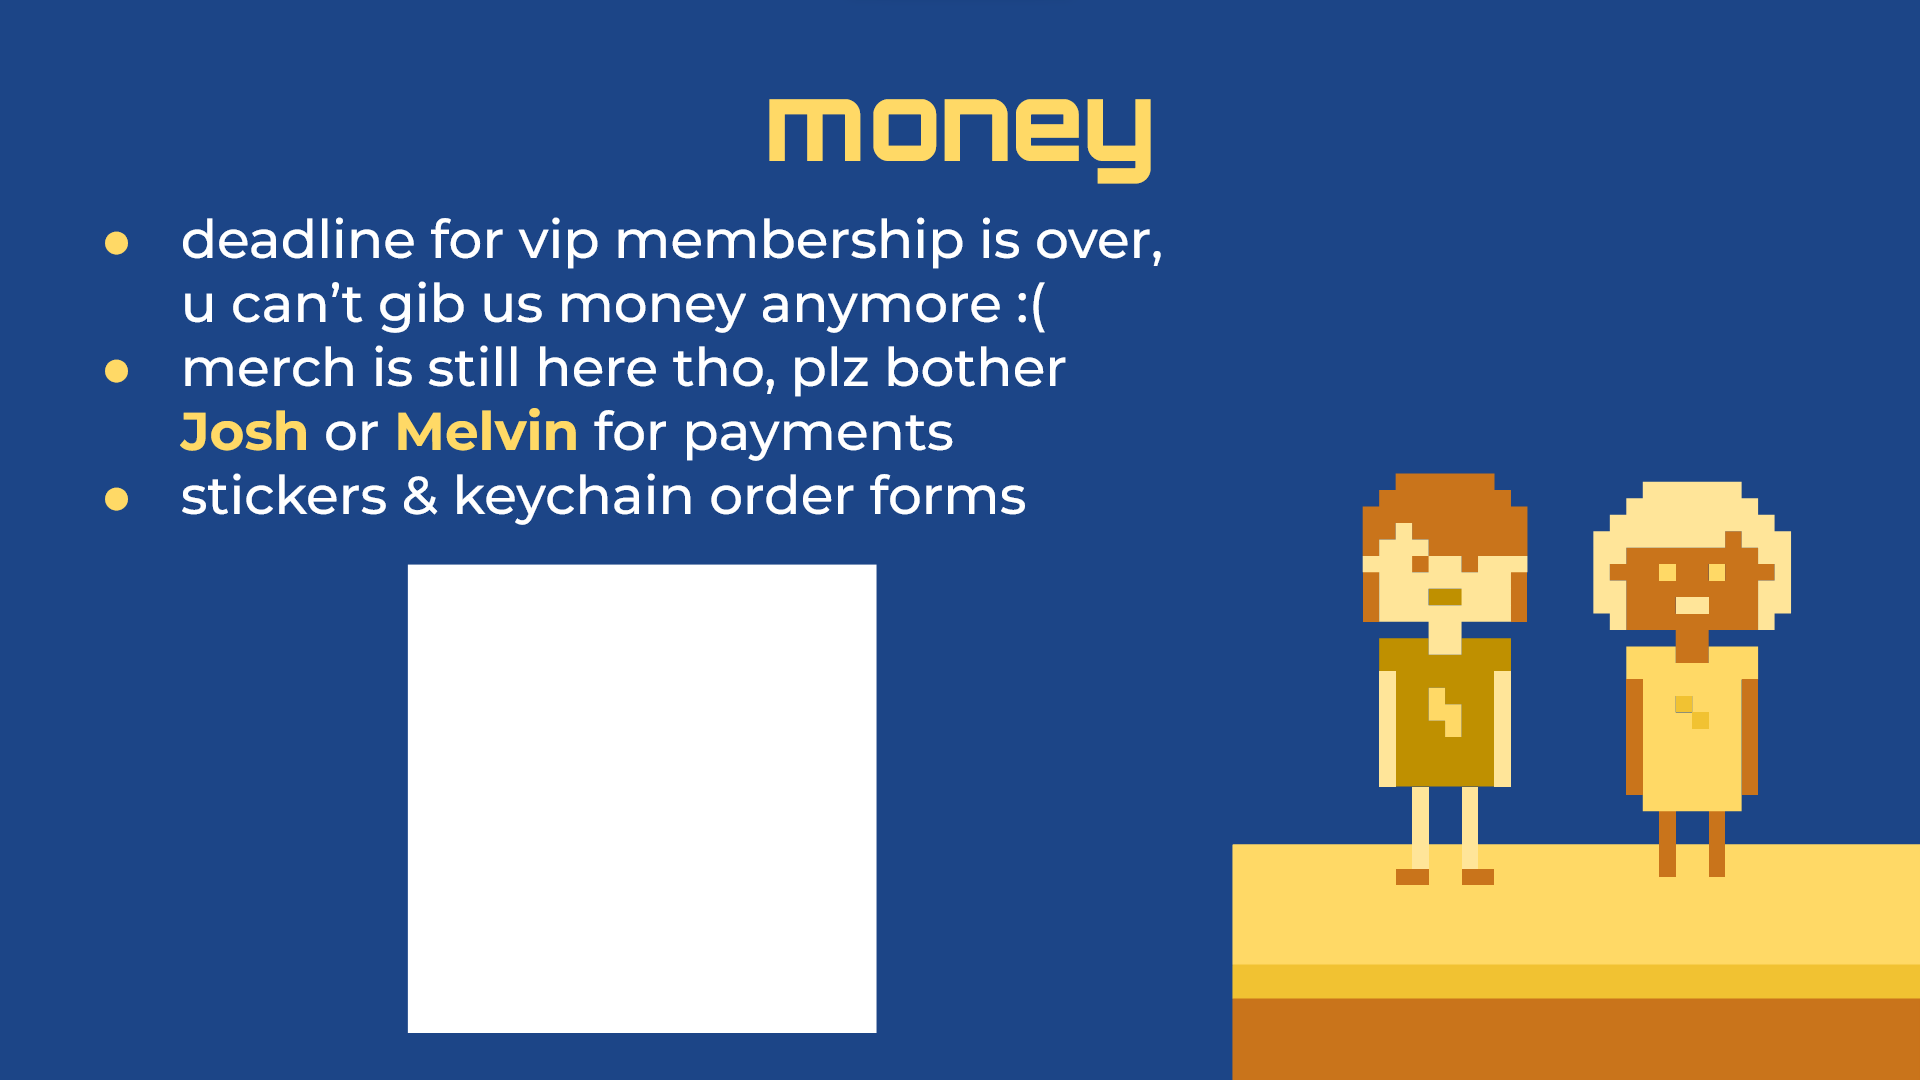 money
● deadline for vip membership is over,
u can’t gib us money anymore :(
● merch is still here tho, plz bother
Josh or Melvin for payments
● stickers & keychain order forms